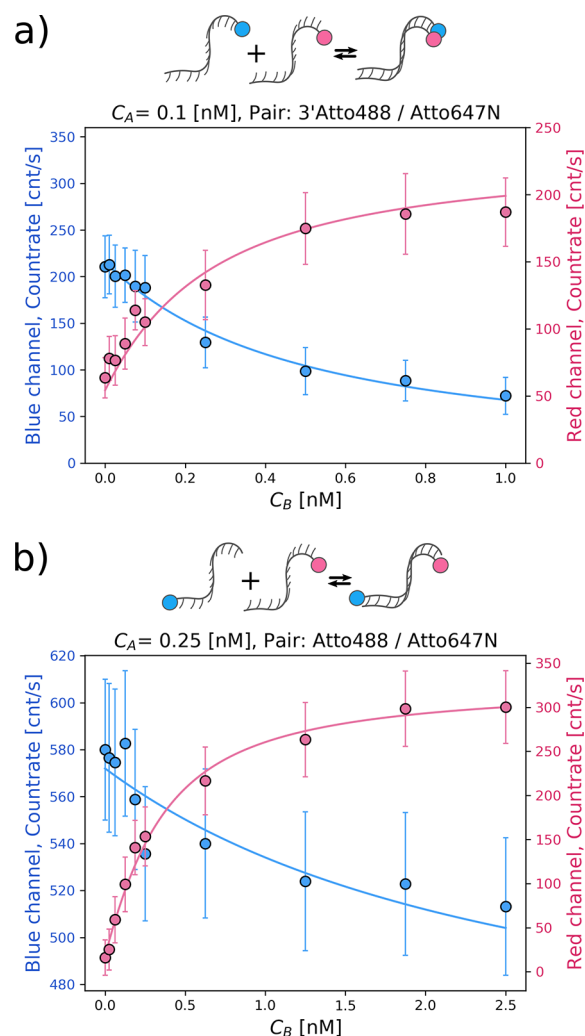 a)
+
C_A= 0.1 [nM], Pair: 3'Atto488 / Atto647N
Blue channel, Countrate [cnt/s]
350
300
250
200
150
100
50
0
250
200
150
100
50
0
Red channel, Countrate [cnt/s]
0.0 0.2 0.4 0.6 0.8 1.0
C_B [nM]
b)
+
C_A= 0.25 [nM], Pair: Atto488 / Atto647N
Blue channel, Countrate [cnt/s]
620
600
580
560
540
520
500
480
350
300
250
200
150
100
50
0
Red channel, Countrate [cnt/s]
0.0 0.5 1.0 1.5 2.0 2.5
C_B [nM]